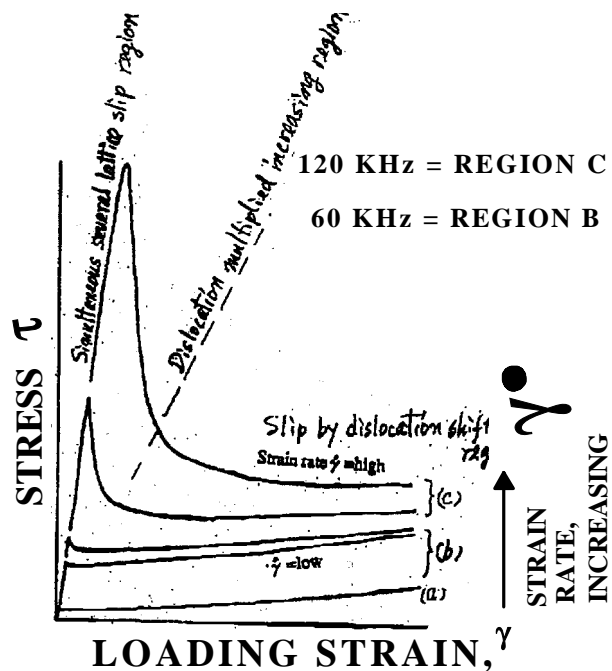 Simultaneous several lattice slip region
Dislocation multiplied increasing region
120 KHz = REGION C
60 KHz = REGION B
STRESS τ
Slip by dislocation shift
reg
Strain rate γ̇ = high
(c)
(b)
γ̇ = low
(a)
γ̇
STRAIN
RATE,
INCREASING
LOADING STRAIN, γ